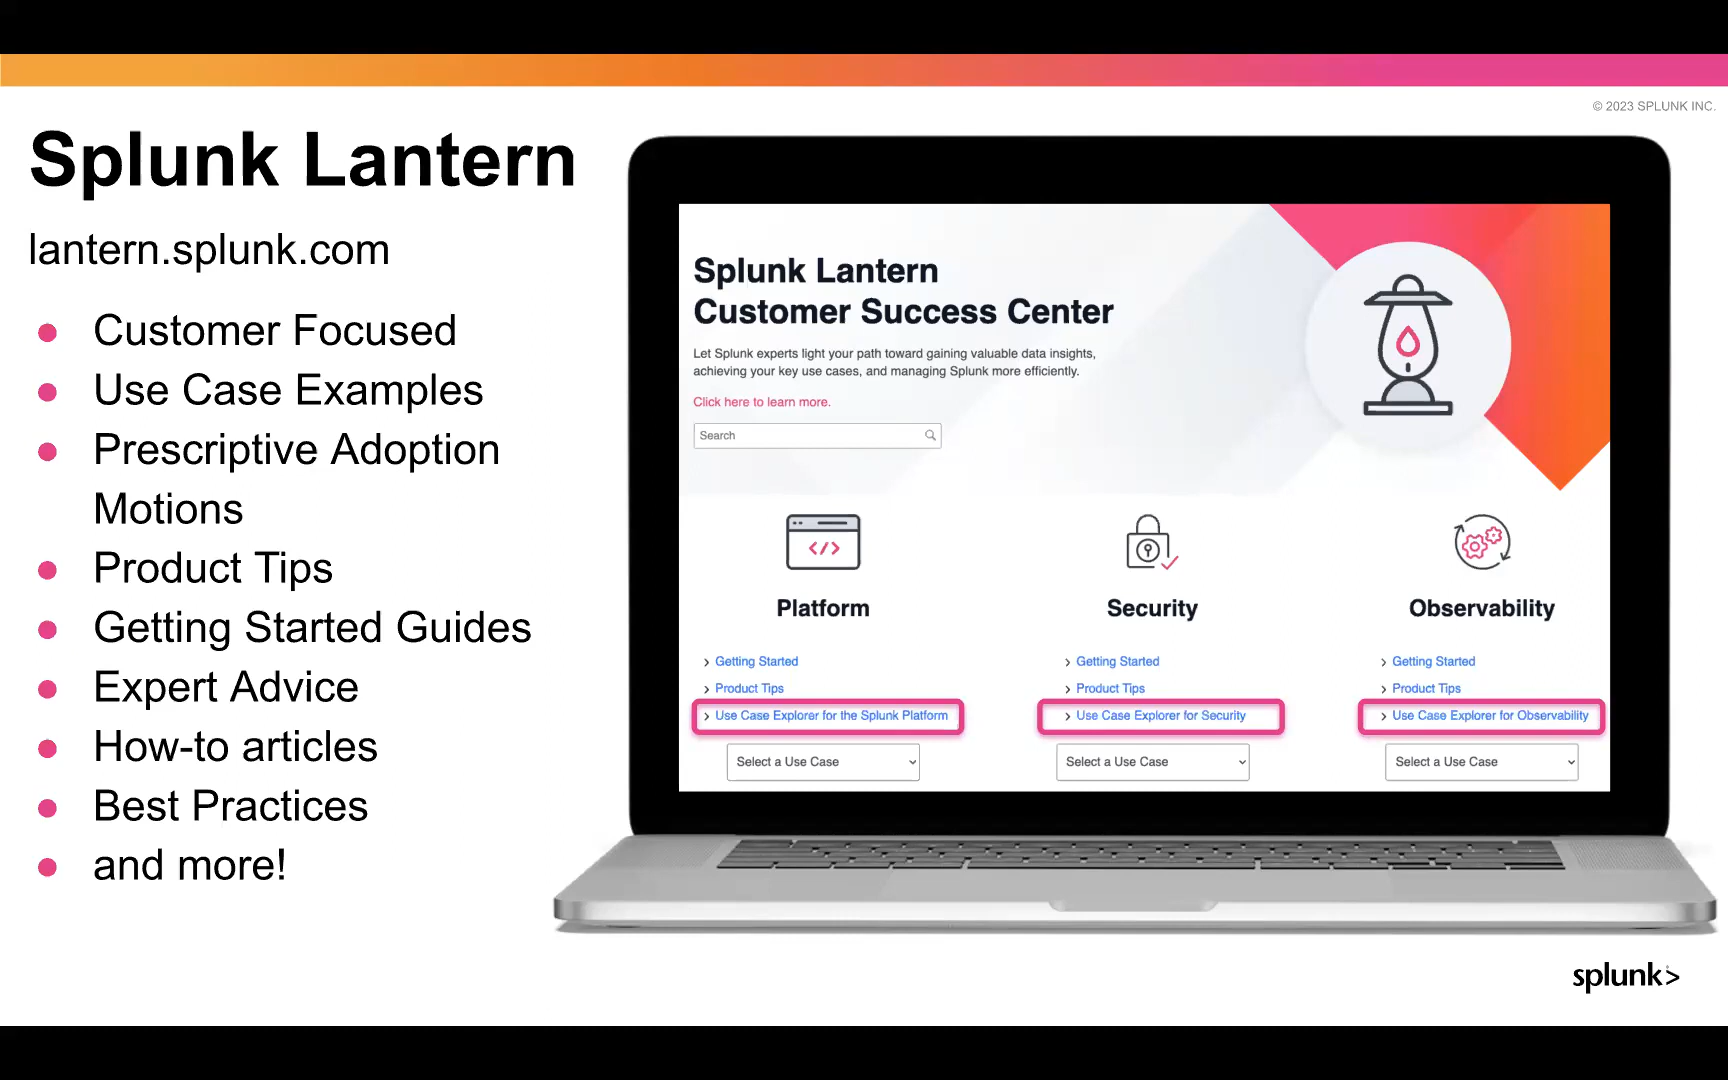 © 2023 SPLUNK INC.
Splunk Lantern
lantern.splunk.com
Customer Focused
Use Case Examples
Prescriptive Adoption
Motions
Product Tips
Getting Started Guides
Expert Advice
How-to articles
Best Practices
and more!
Splunk Lantern
Customer Success Center
Let Splunk experts light your path toward gaining valuable data insights,
achieving your key use cases, and managing Splunk more efficiently.
Click here to learn more.
Search
Platform
Getting Started
Product Tips
Use Case Explorer for the Splunk Platform
Select a Use Case
Security
Getting Started
Product Tips
Use Case Explorer for Security
Select a Use Case
Observability
Getting Started
Product Tips
Use Case Explorer for Observability
Select a Use Case
splunk>